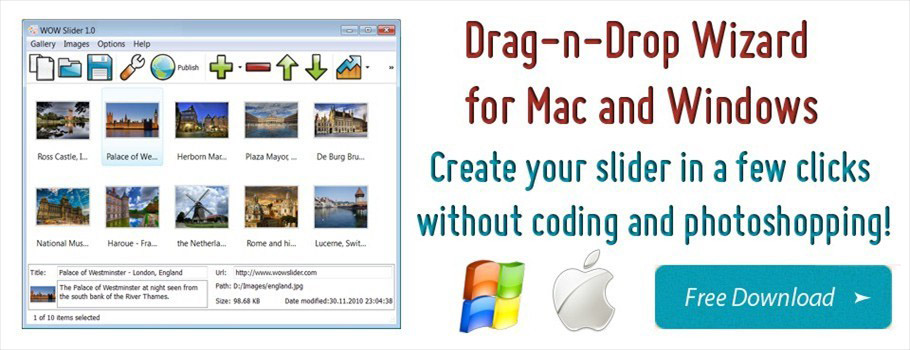 WOW Slider 1.0
Gallery Images Options Help
Publish
»
Ross Castle, I...
Palace of We...
Herborn Mar...
Plaza Mayor, ...
De Burg Bru...
National Mus...
Haroue - Fra...
the Netherla...
Rome and hi...
Lucerne, Swit...
Title: Palace of Westminster - London, England
The Palace of Westminster at night seen from
the south bank of the River Thames.
Url: http://www.wowslider.com
Path: D:/Images/england.jpg
Size: 98.68 KB Date modified:30.11.2010 23:04:38
1 of 10 items selected
Drag-n-Drop Wizard
for Mac and Windows
Create your slider in a few clicks
without coding and photoshopping!
Free Download